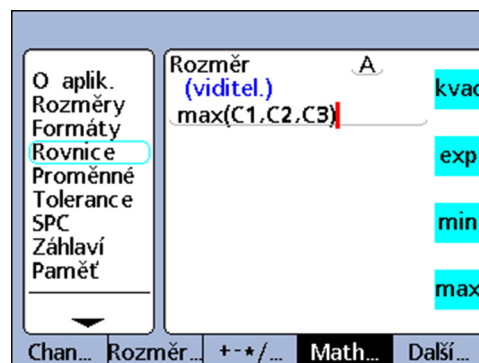 O aplik.
Rozměry
Formáty
Rovnice
Proměnné
Tolerance
SPC
Záhlaví
Paměť
Rozměr A
(viditel.)
max(C1,C2,C3)
kvad
exp
min
max
Chan... Rozměr... +-*/... Math... Další...